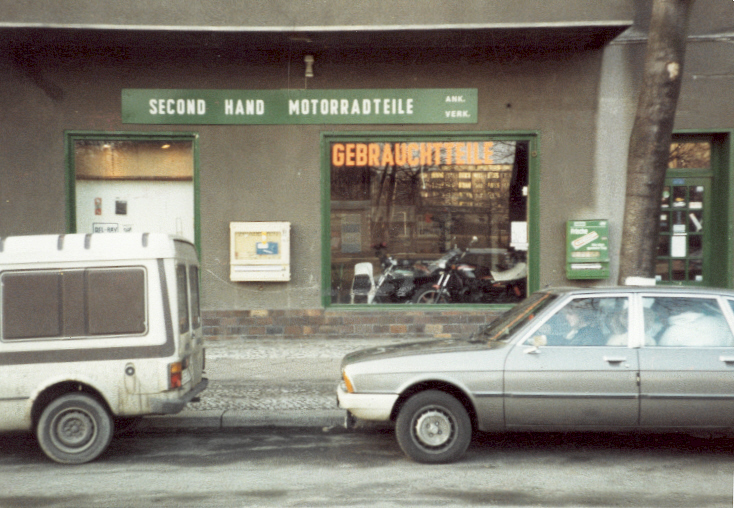 SECOND HAND MOTORRADTEILE
ANK.
VERK.
GEBRAUCHTTEILE